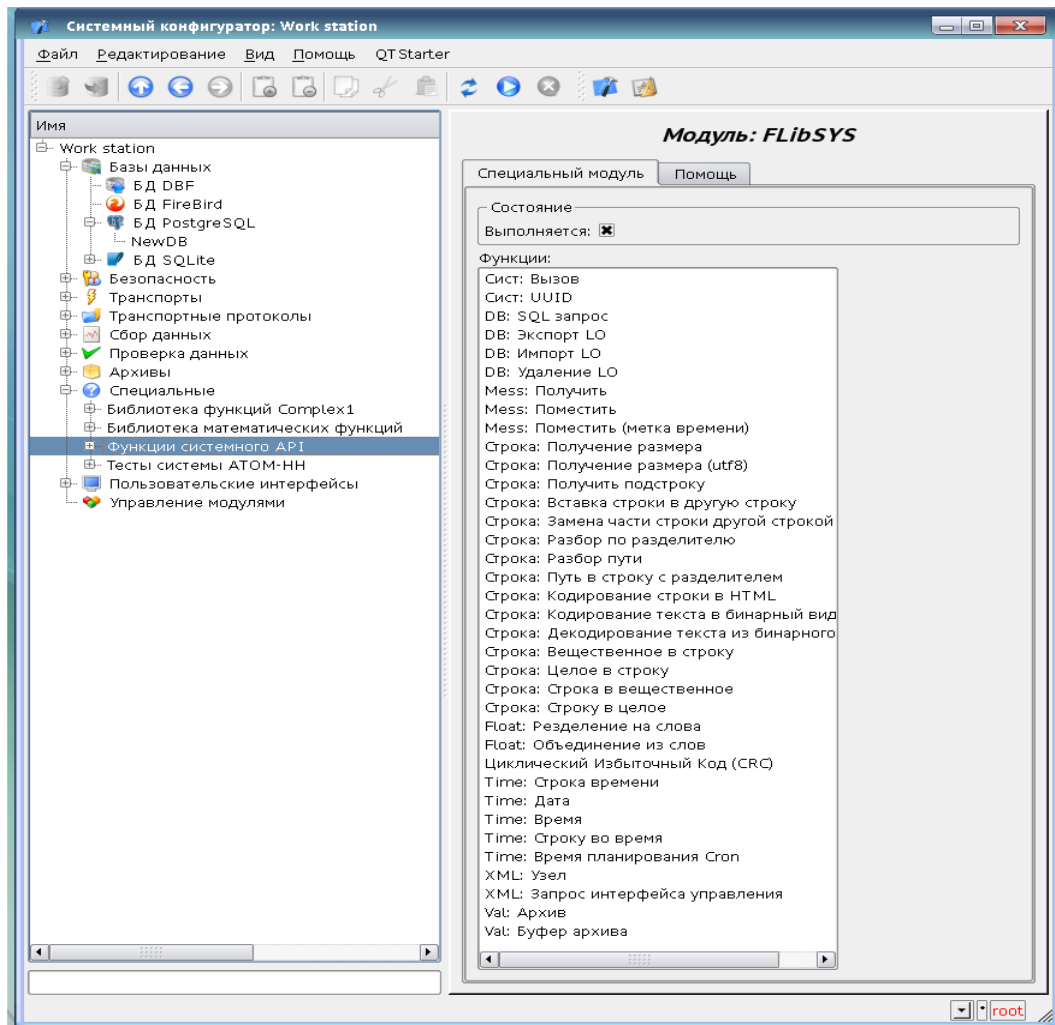 Системный конфигуратор: Work station
Файл Редактирование Вид Помощь QTStarter
Имя
Work station
Базы данных
БД DBF
БД FireBird
БД PostgreSQL
NewDB
БД SQLite
Безопасность
Транспорты
Транспортные протоколы
Сбор данных
Проверка данных
Архивы
Специальные
Библиотека функций Complex1
Библиотека математических функций
Функции системного API
Тесты системы АТОМ-НН
Пользовательские интерфейсы
Управление модулями
Модуль: FLibSYS
Специальный модуль Помощь
Состояние
Выполняется:
Функции:
Сист: Вызов
Сист: UUID
DB: SQL запрос
DB: Экспорт LO
DB: Импорт LO
DB: Удаление LO
Mess: Получить
Mess: Поместить
Mess: Поместить (метка времени)
Строка: Получение размера
Строка: Получение размера (utf8)
Строка: Получить подстроку
Строка: Вставка строки в другую строку
Строка: Замена части строки другой строкой
Строка: Разбор по разделителю
Строка: Разбор пути
Строка: Путь в строку с разделителем
Строка: Кодирование строки в HTML
Строка: Кодирование текста в бинарный вид
Строка: Декодирование текста из бинарного
Строка: Вещественное в строку
Строка: Целое в строку
Строка: Строка в вещественное
Строка: Строку в целое
Float: Резделение на слова
Float: Объединение из слов
Циклический Избыточный Код (CRC)
Time: Строка времени
Time: Дата
Time: Время
Time: Строку во время
Time: Время планирования Cron
XML: Узел
XML: Запрос интерфейса управления
Val: Архив
Val: Буфер архива
* root